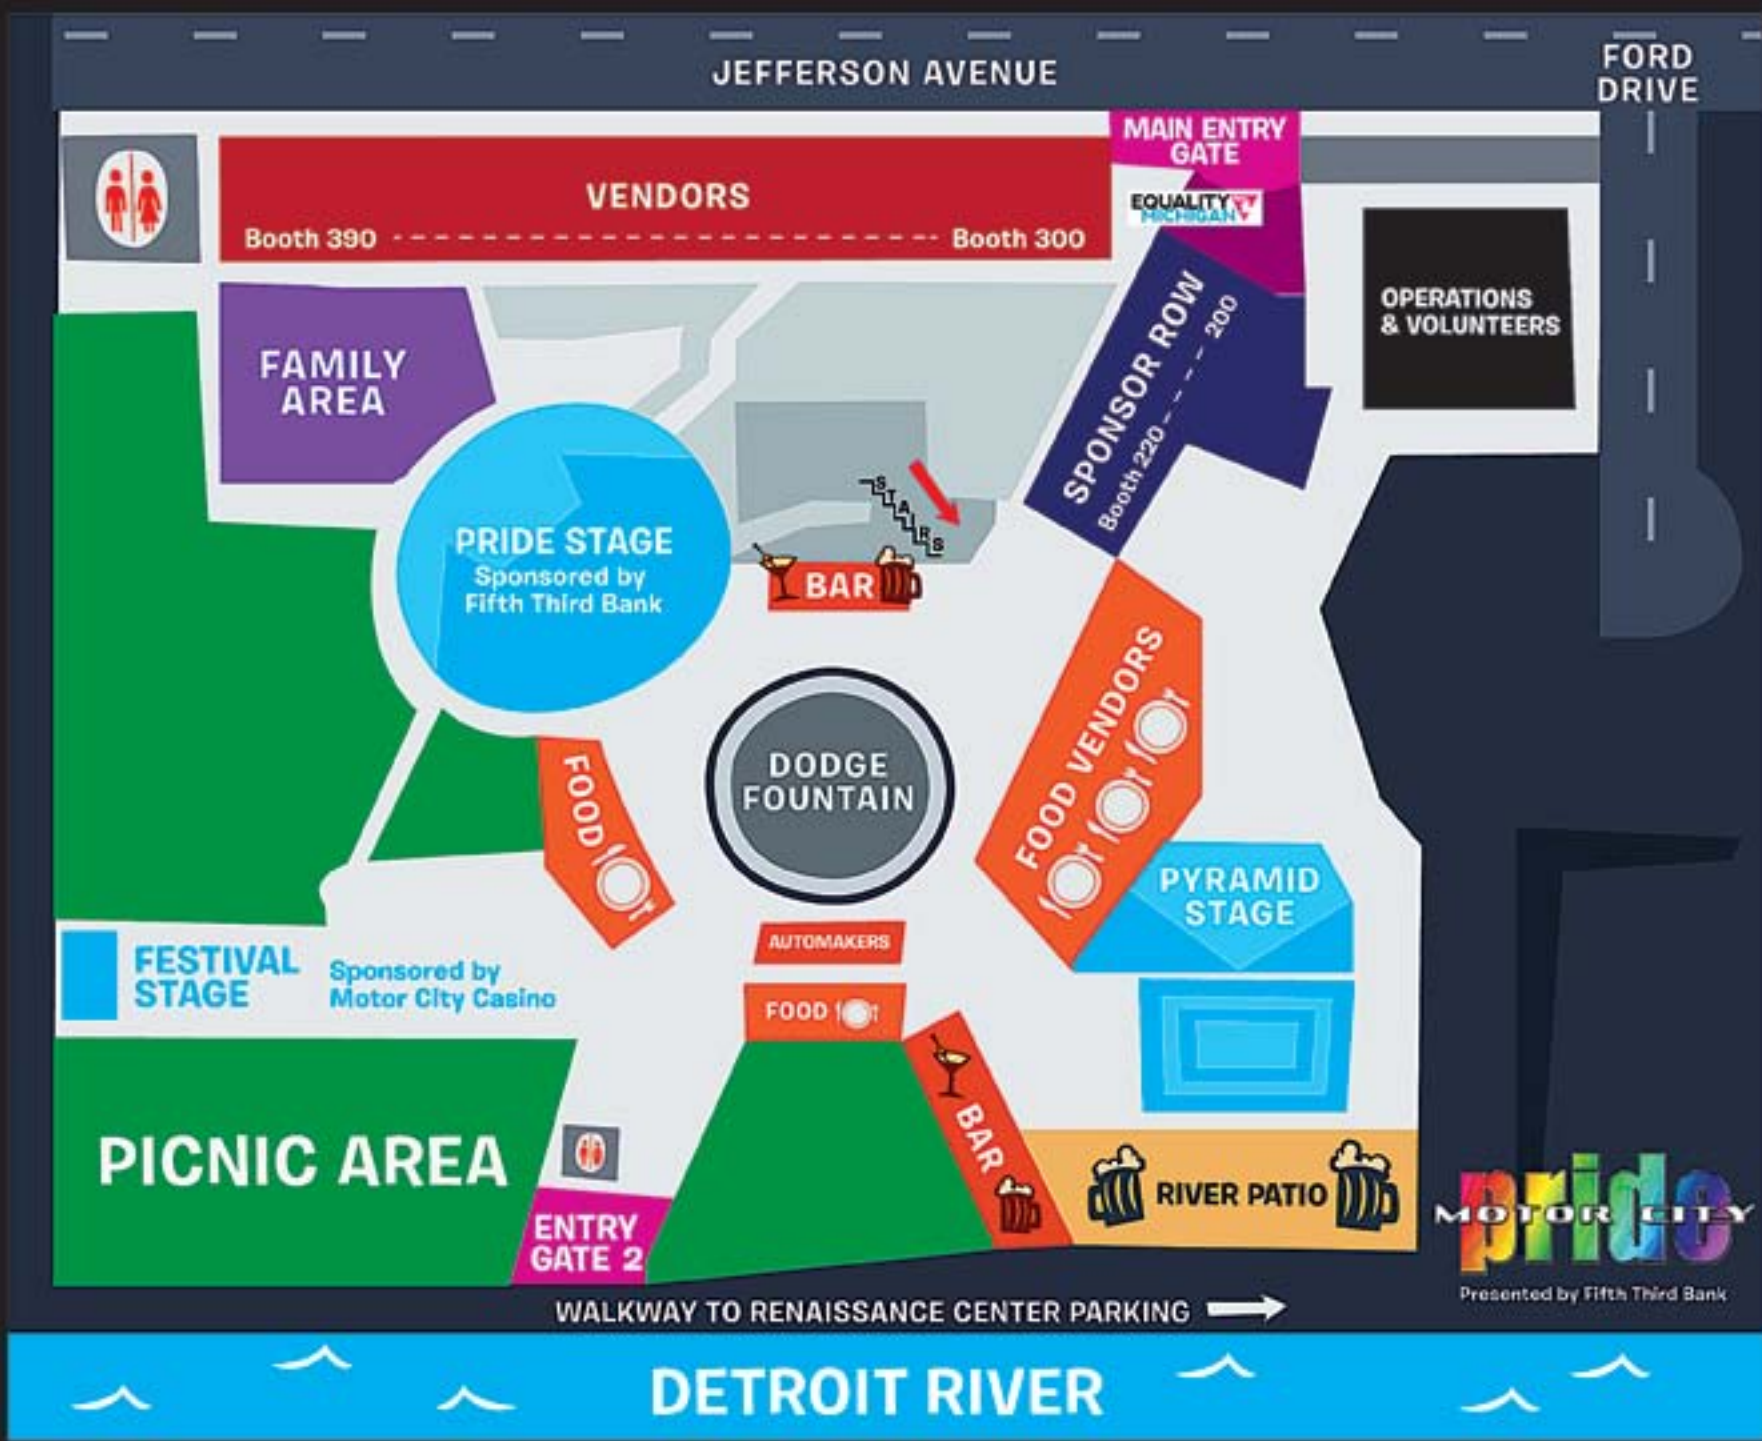 JEFFERSON AVENUE
FORD
DRIVE
MAIN ENTRY
GATE
EQUALITY
MICHIGAN
VENDORS
Booth 390 - - - - - - - - - - - - - - - - - - - - - - - - - - - - - - - - - - Booth 300
OPERATIONS
& VOLUNTEERS
FAMILY
AREA
SPONSOR ROW
Booth 220 - - - - - - 200
STAIRS
PRIDE STAGE
Sponsored by
Fifth Third Bank
BAR
FOOD VENDORS
DODGE
FOUNTAIN
FOOD
PYRAMID
STAGE
AUTOMAKERS
FESTIVAL
STAGE
Sponsored by
Motor City Casino
FOOD
BAR
PICNIC AREA
RIVER PATIO
ENTRY
GATE 2
pride
MOTOR CITY
Presented by Fifth Third Bank
WALKWAY TO RENAISSANCE CENTER PARKING
DETROIT RIVER